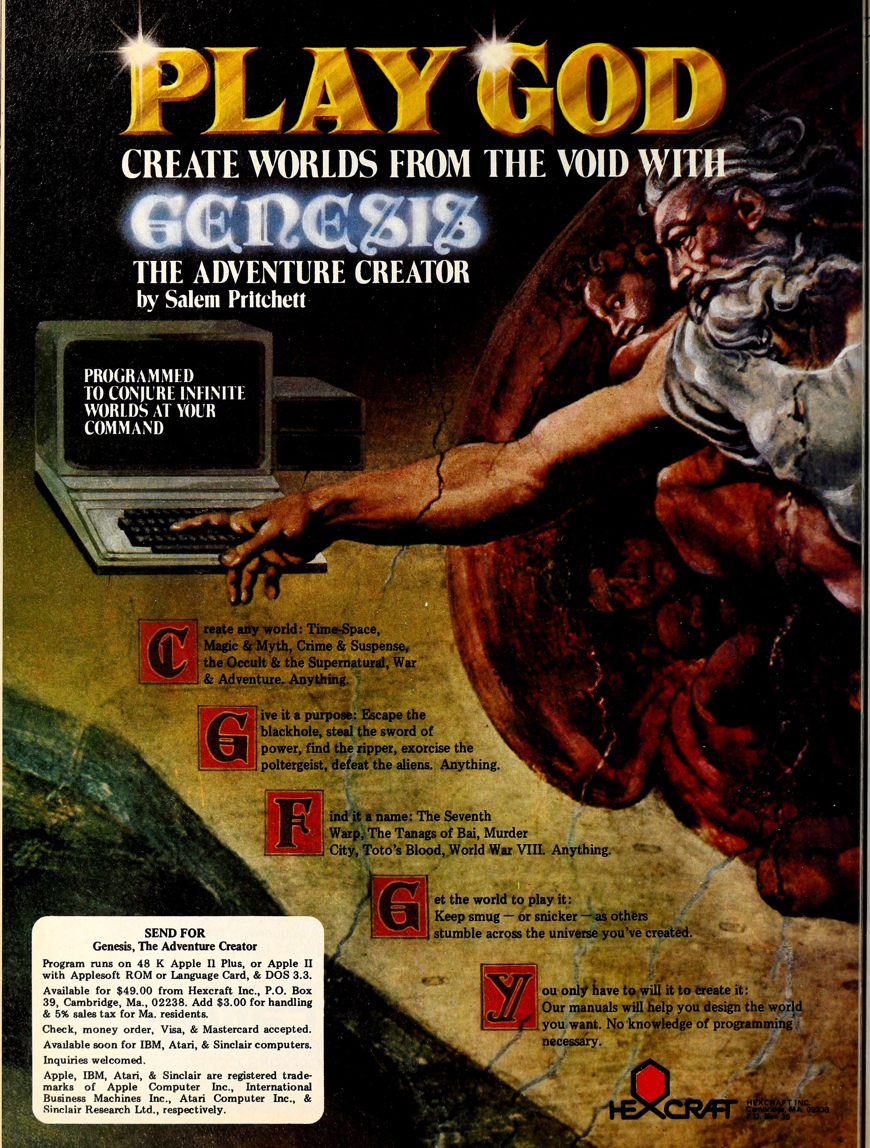 PLAY GOD
CREATE WORLDS FROM THE VOID WITH
GENESIS
THE ADVENTURE CREATOR
by Salem Pritchett
PROGRAMMED
TO CONJURE INFINITE
WORLDS AT YOUR
COMMAND
Create any world: Time-Space,
Magic & Myth, Crime & Suspense,
the Occult & the Supernatural, War
& Adventure. Anything.
Give it a purpose: Escape the
blackhole, steal the sword of
power, find the ripper, exorcise the
poltergeist, defeat the aliens. Anything.
Find it a name: The Seventh
Warp, The Tanags of Bai, Murder
City, Toto's Blood, World War VIII. Anything.
Get the world to play it:
Keep smug — or snicker — as others
stumble across the universe you've created.
You only have to will it to create it:
Our manuals will help you design the world
you want. No knowledge of programming
necessary.
SEND FOR
Genesis, The Adventure Creator
Program runs on 48 K Apple II Plus, or Apple II
with Applesoft ROM or Language Card, & DOS 3.3.
Available for $49.00 from Hexcraft Inc., P.O. Box
39, Cambridge, Ma., 02238. Add $3.00 for handling
& 5% sales tax for Ma. residents.
Check, money order, Visa, & Mastercard accepted.
Available soon for IBM, Atari, & Sinclair computers.
Inquiries welcomed.
Apple, IBM, Atari, & Sinclair are registered trade-
marks of Apple Computer Inc., International
Business Machines Inc., Atari Computer Inc., &
Sinclair Research Ltd., respectively.
HEXCRAFT
HEXCRAFT INC.
Cambridge, MA. 02238
P.O. Box 39